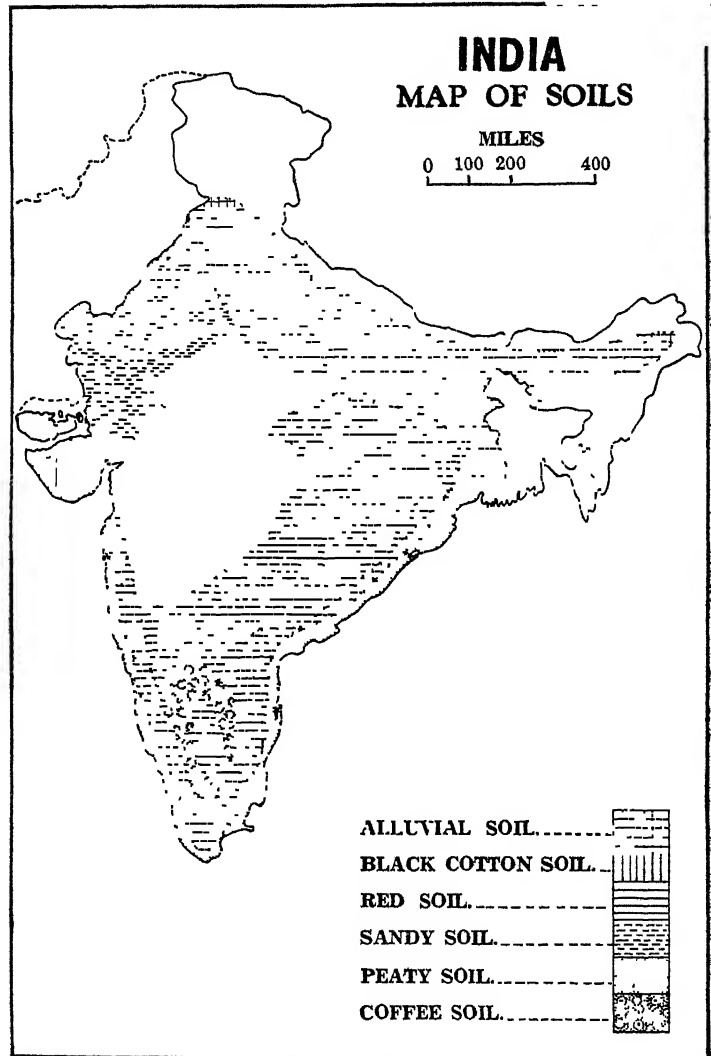 INDIA
MAP OF SOILS
MILES
0 100 200 400
ALLUVIAL SOIL
BLACK COTTON SOIL
RED SOIL
SANDY SOIL
PEATY SOIL
COFFEE SOIL